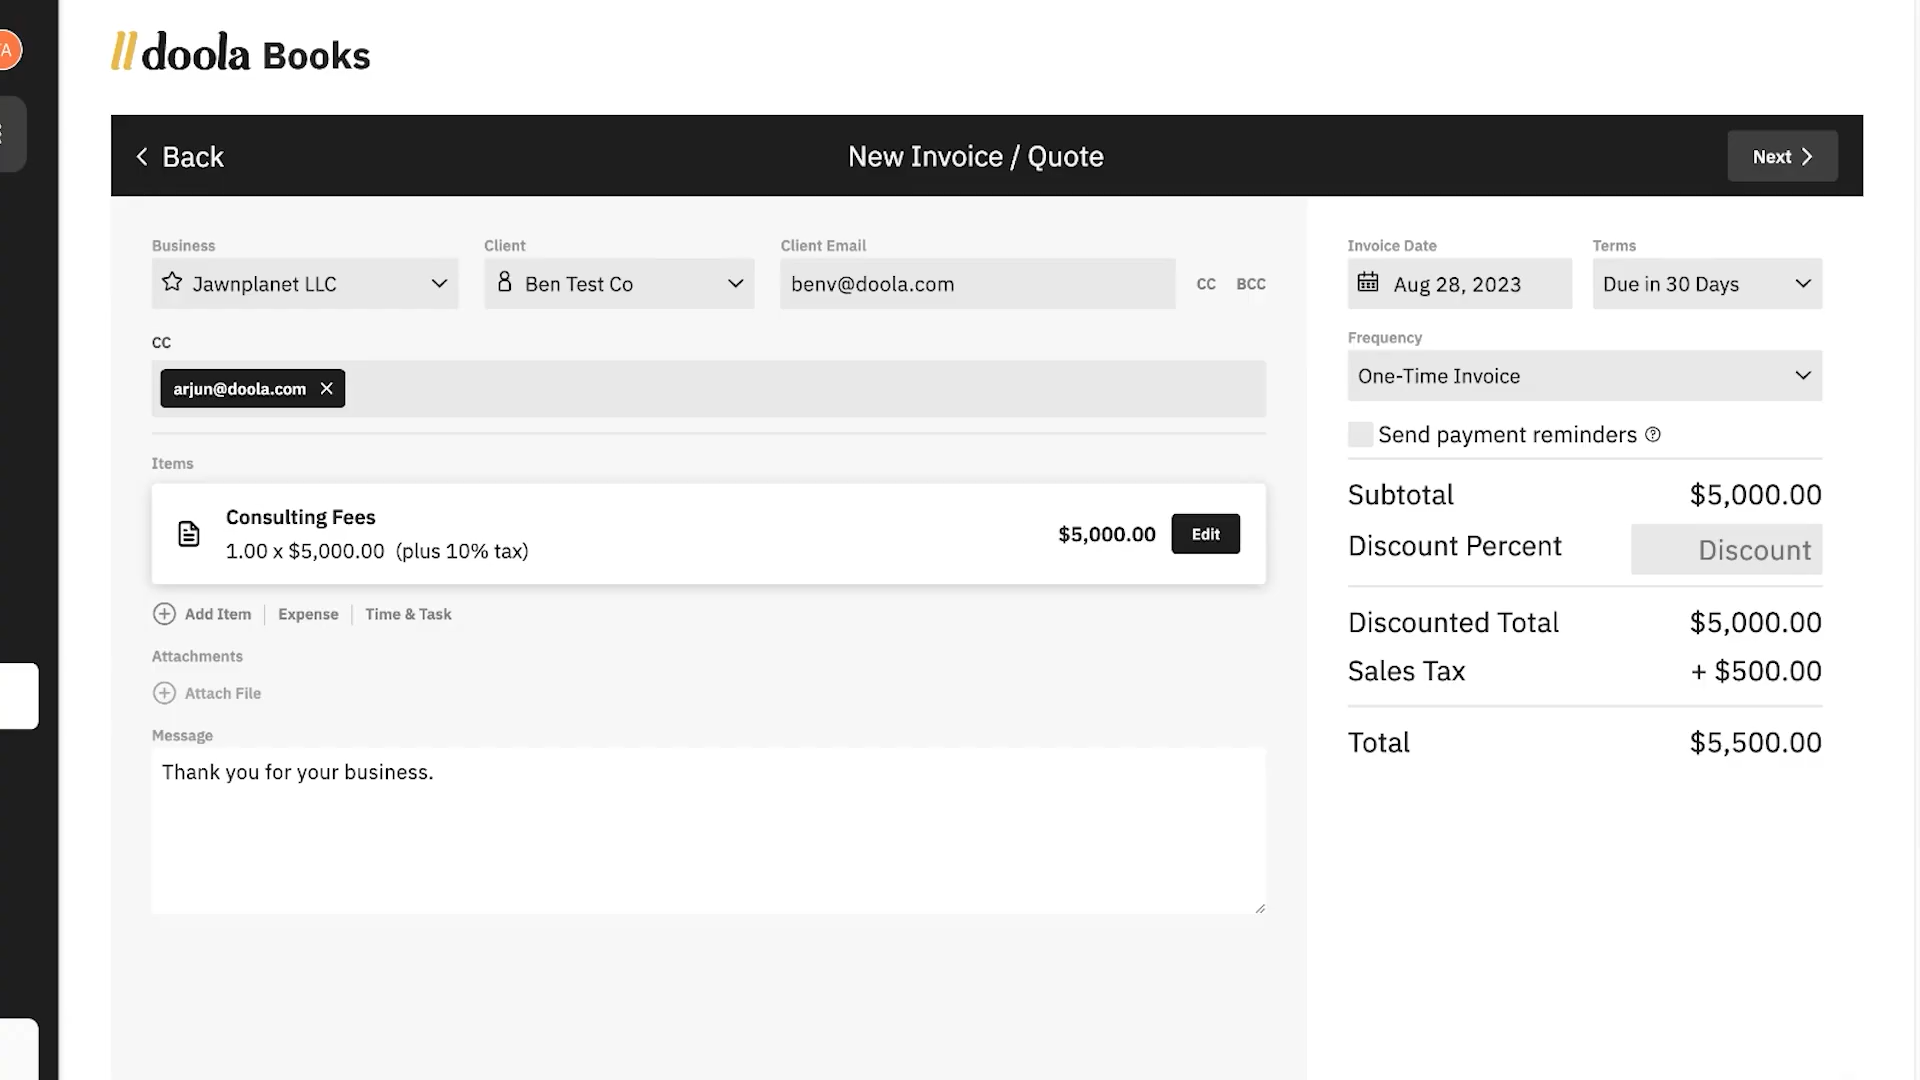 doola Books
Back
New Invoice / Quote
Next
Business
Client
Client Email
Jawnplanet LLC
Ben Test Co
benv@doola.com
CC
BCC
CC
arjun@doola.com
Items
Consulting Fees
1.00 x $5,000.00 (plus 10% tax)
$5,000.00
Edit
Add Item
Expense
Time & Task
Attachments
Attach File
Message
Thank you for your business.
Invoice Date
Terms
Aug 28, 2023
Due in 30 Days
Frequency
One-Time Invoice
Send payment reminders
Subtotal $5,000.00
Discount Percent Discount
Discounted Total $5,000.00
Sales Tax + $500.00
Total $5,500.00